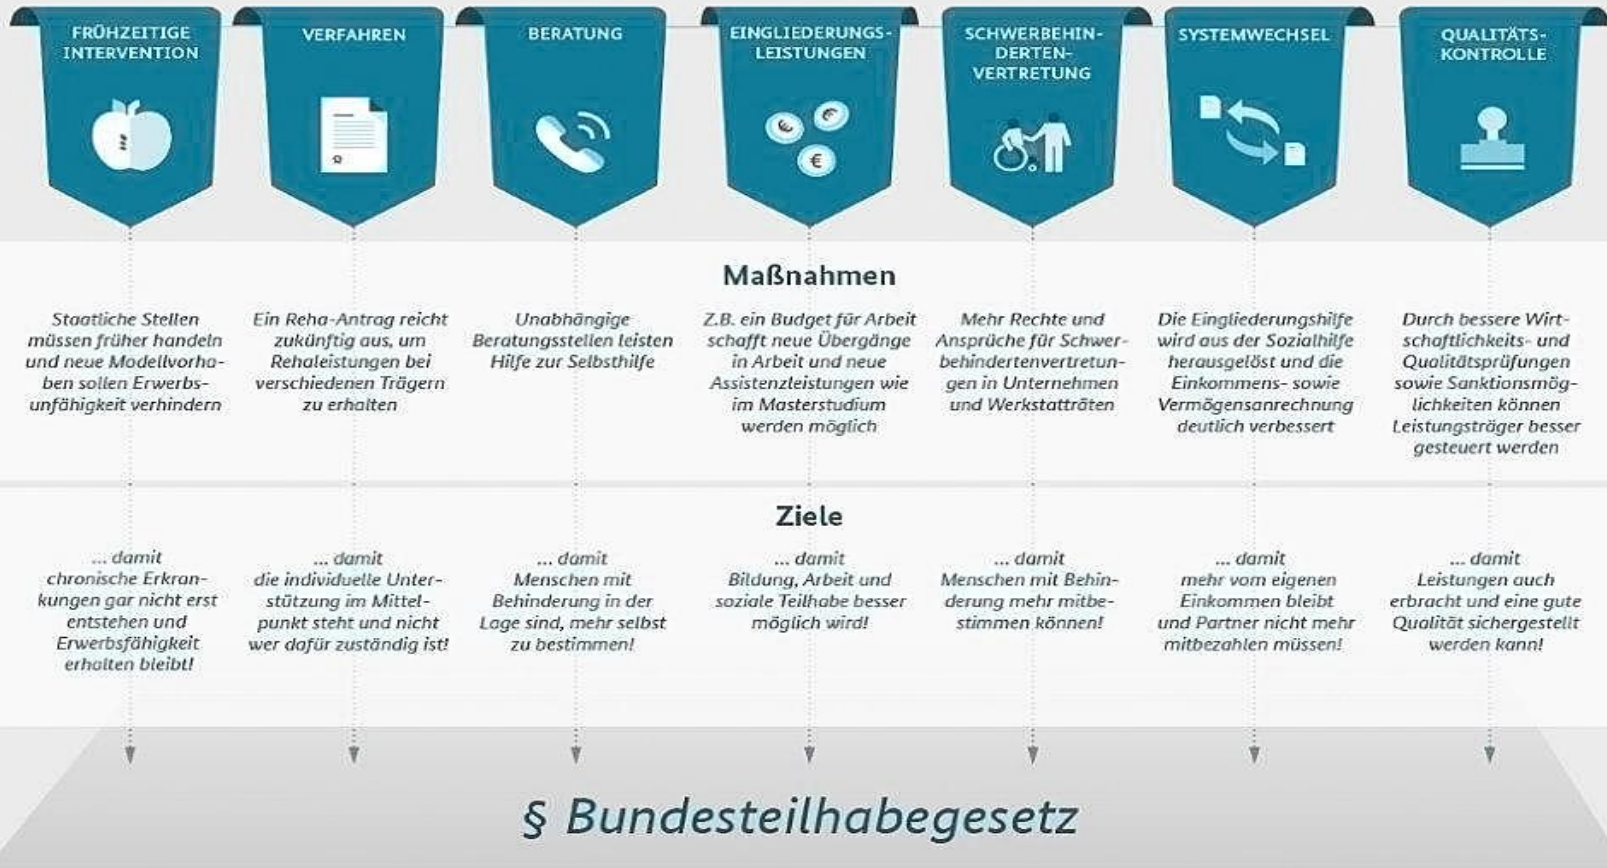 FRÜHZEITIGE
INTERVENTION
VERFAHREN
BERATUNG
EINGLIEDERUNGS-
LEISTUNGEN
SCHWERBEHIN-
DERTEN-
VERTRETUNG
SYSTEMWECHSEL
QUALITÄTS-
KONTROLLE
€
€
€
Maßnahmen
Staatliche Stellen
müssen früher handeln
und neue Modellvorha-
ben sollen Erwerbs-
unfähigkeit verhindern
Ein Reha-Antrag reicht
zukünftig aus, um
Rehaleistungen bei
verschiedenen Trägern
zu erhalten
Unabhängige
Beratungsstellen leisten
Hilfe zur Selbsthilfe
Z.B. ein Budget für Arbeit
schafft neue Übergänge
in Arbeit und neue
Assistenzleistungen wie
im Masterstudium
werden möglich
Mehr Rechte und
Ansprüche für Schwer-
behindertenvertretun-
gen in Unternehmen
und Werkstatträten
Die Eingliederungshilfe
wird aus der Sozialhilfe
herausgelöst und die
Einkommens- sowie
Vermögensanrechnung
deutlich verbessert
Durch bessere Wirt-
schaftlichkeits- und
Qualitätsprüfungen
sowie Sanktionsmög-
lichkeiten können
Leistungsträger besser
gesteuert werden
Ziele
... damit
chronische Erkran-
kungen gar nicht erst
entstehen und
Erwerbsfähigkeit
erhalten bleibt!
... damit
die individuelle Unter-
stützung im Mittel-
punkt steht und nicht
wer dafür zuständig ist!
... damit
Menschen mit
Behinderung in der
Lage sind, mehr selbst
zu bestimmen!
... damit
Bildung, Arbeit und
soziale Teilhabe besser
möglich wird!
... damit
Menschen mit Behin-
derung mehr mitbe-
stimmen können!
... damit
mehr vom eigenen
Einkommen bleibt
und Partner nicht mehr
mitbezahlen müssen!
... damit
Leistungen auch
erbracht und eine gute
Qualität sichergestellt
werden kann!
§ Bundesteilhabegesetz